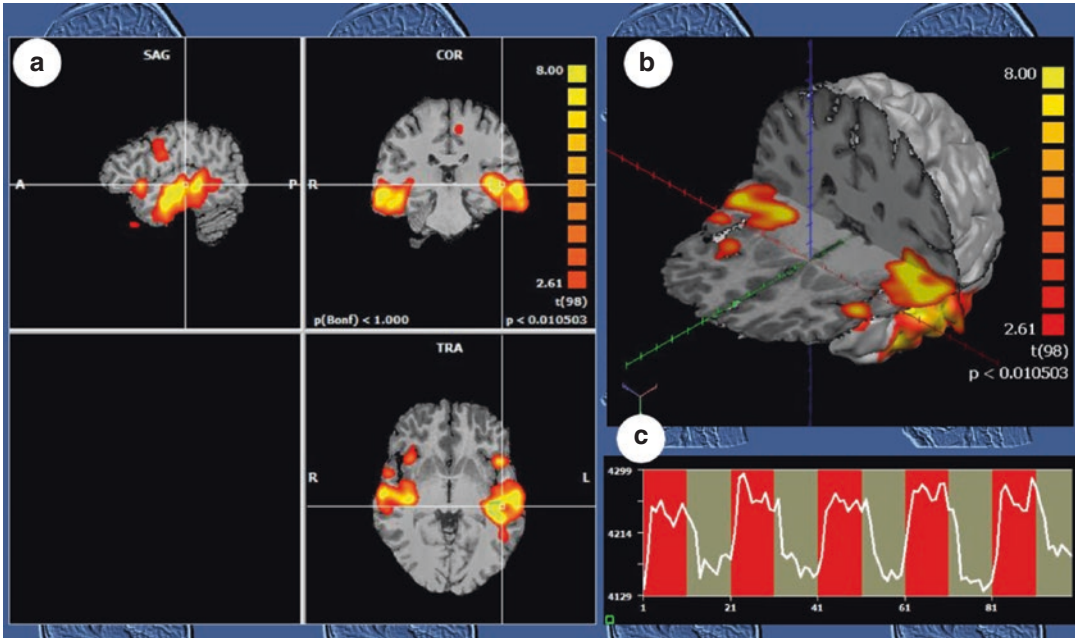 a
SAG
A
P
COR
R
8.00
2.61
t(98)
p(Bonf) < 1.000
p < 0.010503
TRA
R
L
b
8.00
2.61
t(98)
p < 0.010503
c
4299
4214
4129
1
21
41
61
81